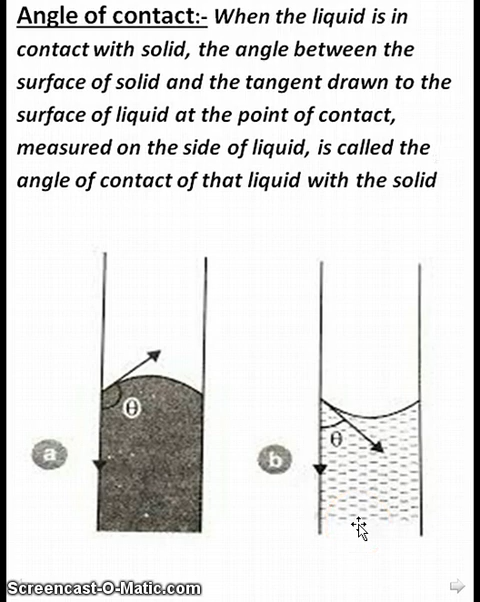 Angle of contact:- When the liquid is in
contact with solid, the angle between the
surface of solid and the tangent drawn to the
surface of liquid at the point of contact,
measured on the side of liquid, is called the
angle of contact of that liquid with the solid
θ
θ
a
b
Screencast-O-Matic.com